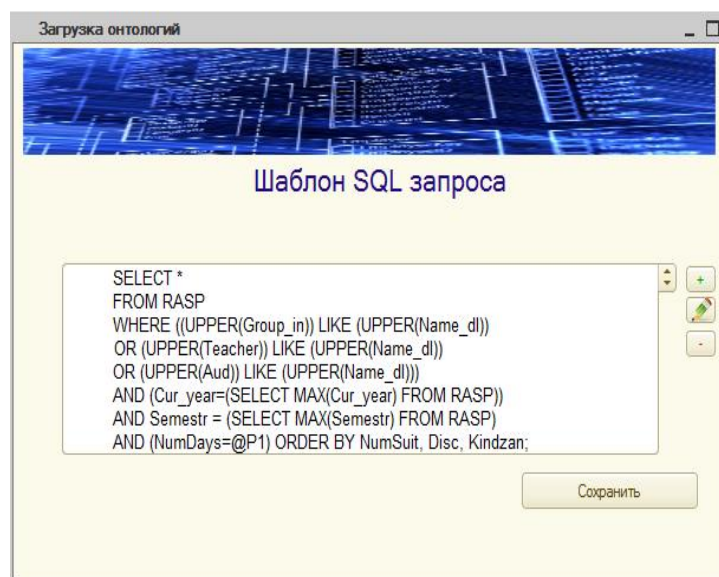 Загрузка онтологий
Шаблон SQL запроса
SELECT *
FROM RASP
WHERE ((UPPER(Group_in)) LIKE (UPPER(Name_dl))
OR (UPPER(Teacher)) LIKE (UPPER(Name_dl))
OR (UPPER(Aud)) LIKE (UPPER(Name_dl)))
AND (Cur_year=(SELECT MAX(Cur_year) FROM RASP))
AND Semestr = (SELECT MAX(Semestr) FROM RASP)
AND (NumDays=@P1) ORDER BY NumSuit, Disc, Kindzan;
Сохранить